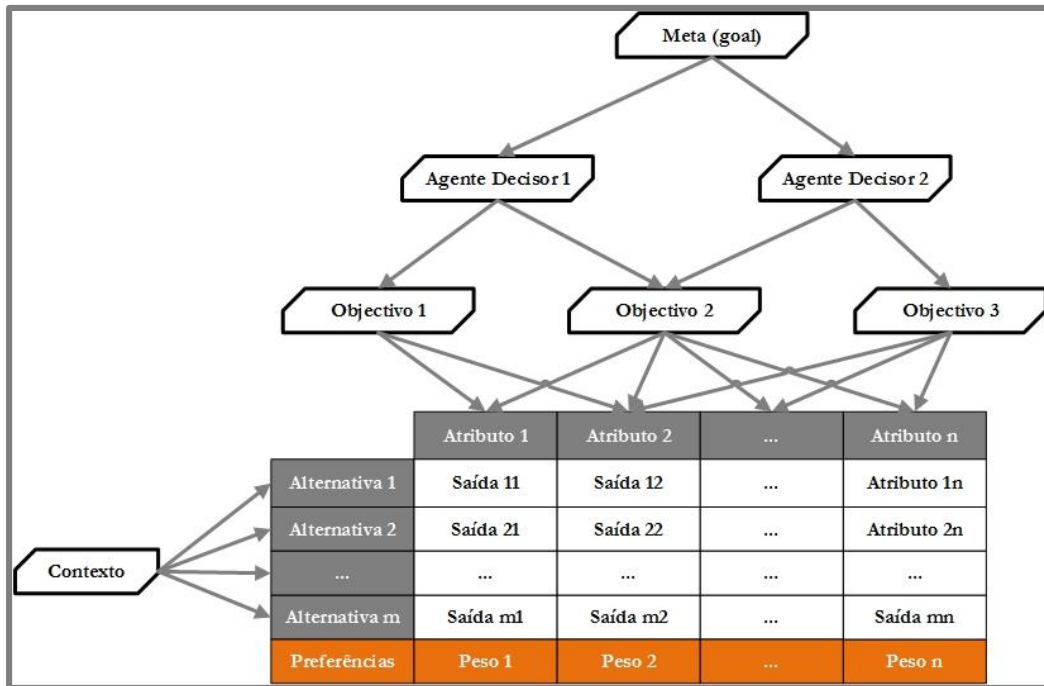 Meta (goal)
Agente Decisor 1
Agente Decisor 2
Objectivo 1
Objectivo 2
Objectivo 3
Atributo 1 Atributo 2 ... Atributo n
Alternativa 1 Saída 11 Saída 12 ... Atributo 1n
Alternativa 2 Saída 21 Saída 22 ... Atributo 2n
Contexto
... ... ... ... ...
Alternativa m Saída m1 Saída m2 ... Saída mn
Preferências Peso 1 Peso 2 ... Peso n